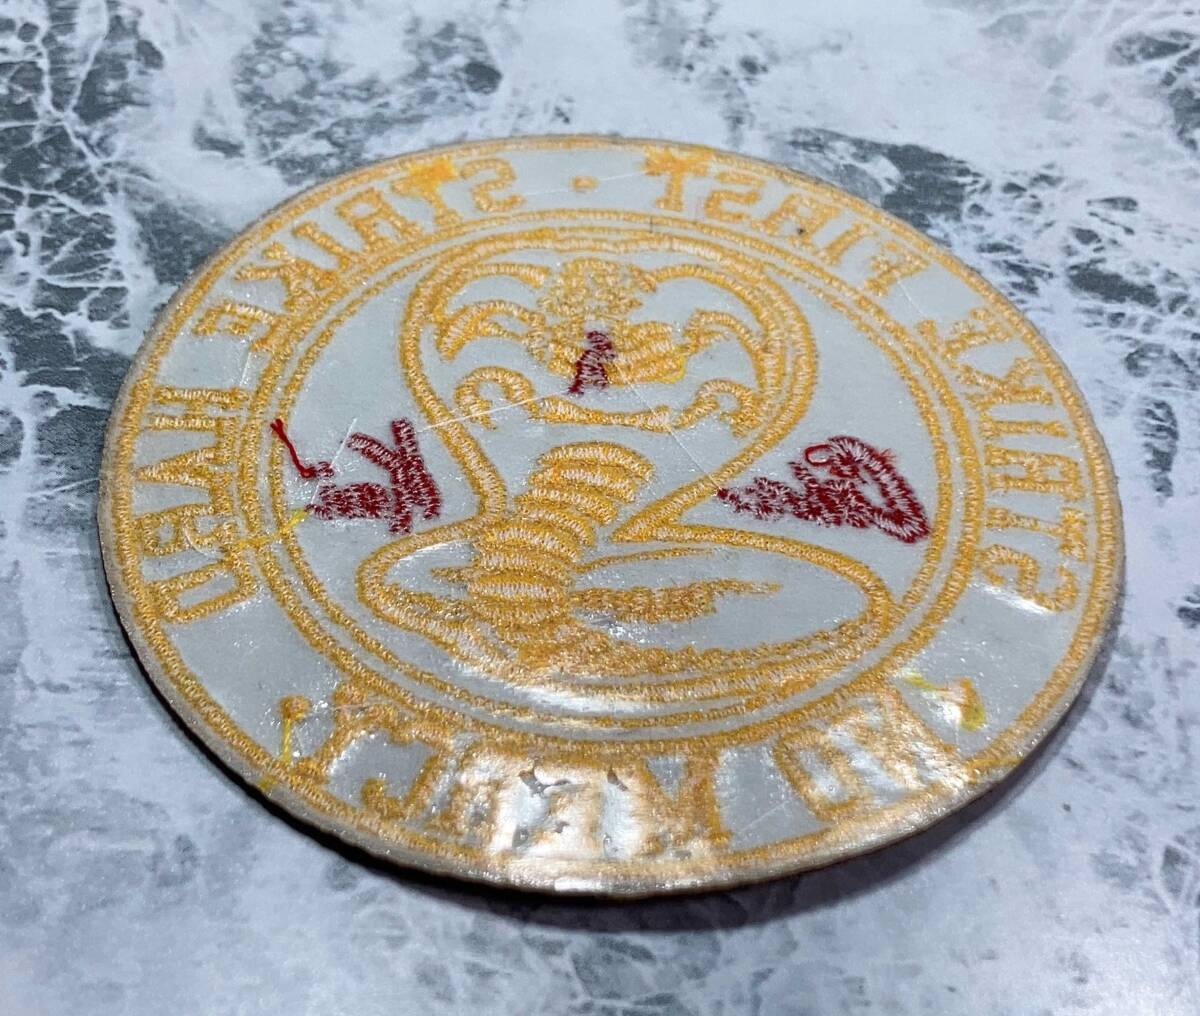 STRIKE FIRST · STRIKE HARD · NO MERCY ·